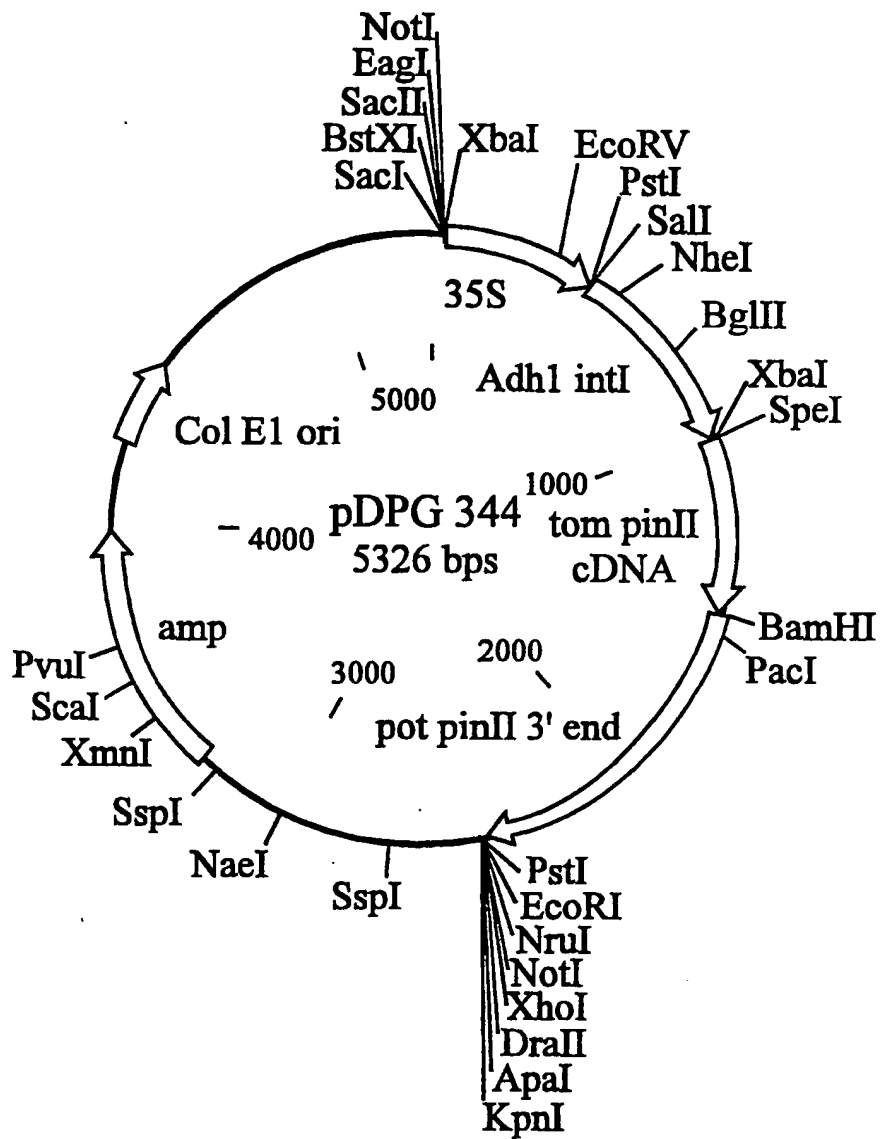 NotI
EagI
SacII
BstXI
SacI
XbaI
EcoRV
PstI
SalI
NheI
BglII
XbaI
SpeI
35S
Adh1 intI
5000
Col E1 ori
1000
pDPG 344
5326 bps
tom pinII
cDNA
4000
amp
BamHI
PacI
2000
3000
pot pinII 3' end
PvuI
ScaI
XmnI
SspI
NaeI
SspI
PstI
EcoRI
NruI
NotI
XhoI
DraII
ApaI
KpnI